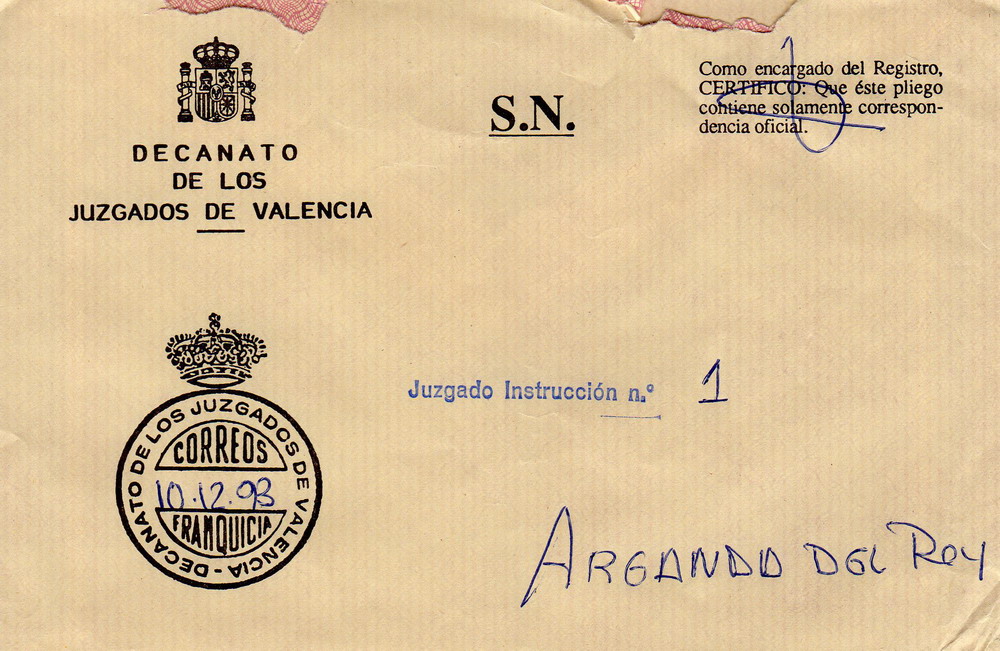 DECANATO
DE LOS
JUZGADOS DE VALENCIA
S.N.
Como encargado del Registro,
CERTIFICO: Que éste pliego
contiene solamente correspon-
dencia oficial.
Juzgado Instrucción n.º 1
DECANATO DE LOS JUZGADOS DE VALENCIA -
CORREOS
10.12.93
FRANQUICIA
ARGANDA DEL REY